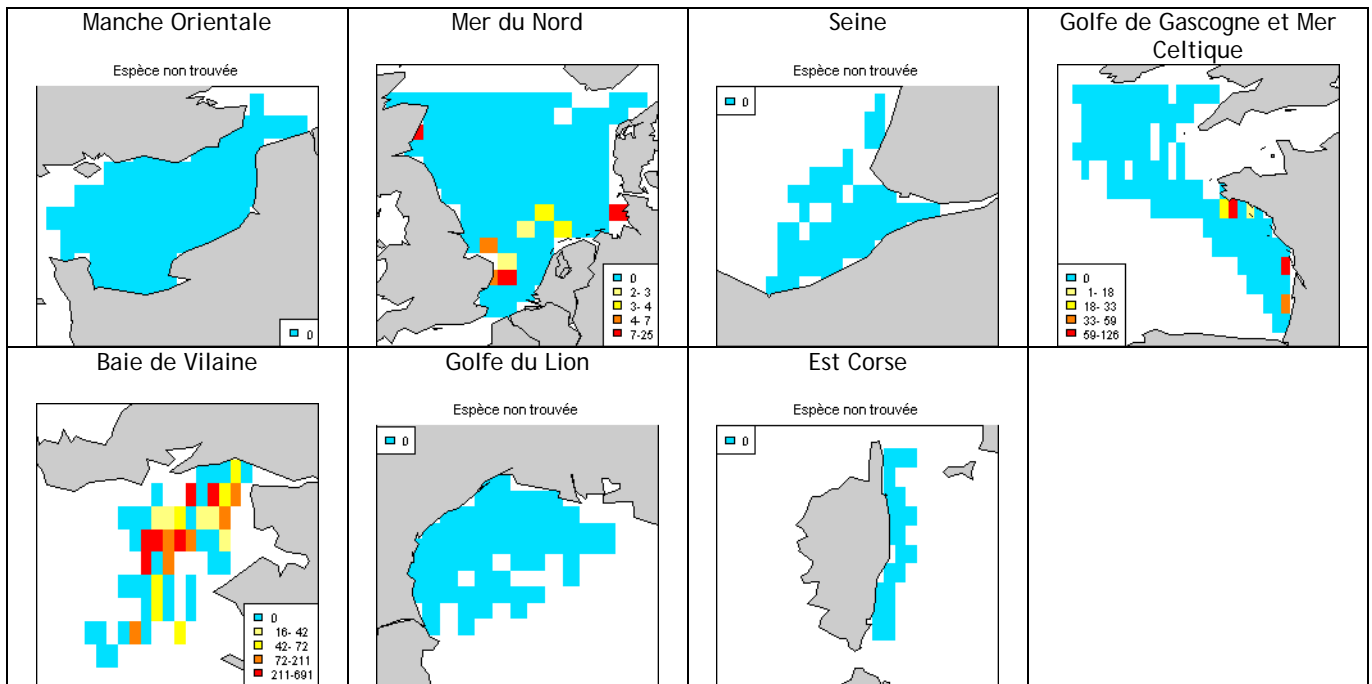 Manche Orientale
Espèce non trouvée
0
Mer du Nord
0
2- 3
3- 4
4- 7
7-25
Seine
Espèce non trouvée
0
Golfe de Gascogne et Mer
Celtique
0
1- 18
18- 33
33- 59
59-126
Baie de Vilaine
0
16- 42
42- 72
72-211
211-691
Golfe du Lion
Espèce non trouvée
0
Est Corse
Espèce non trouvée
0